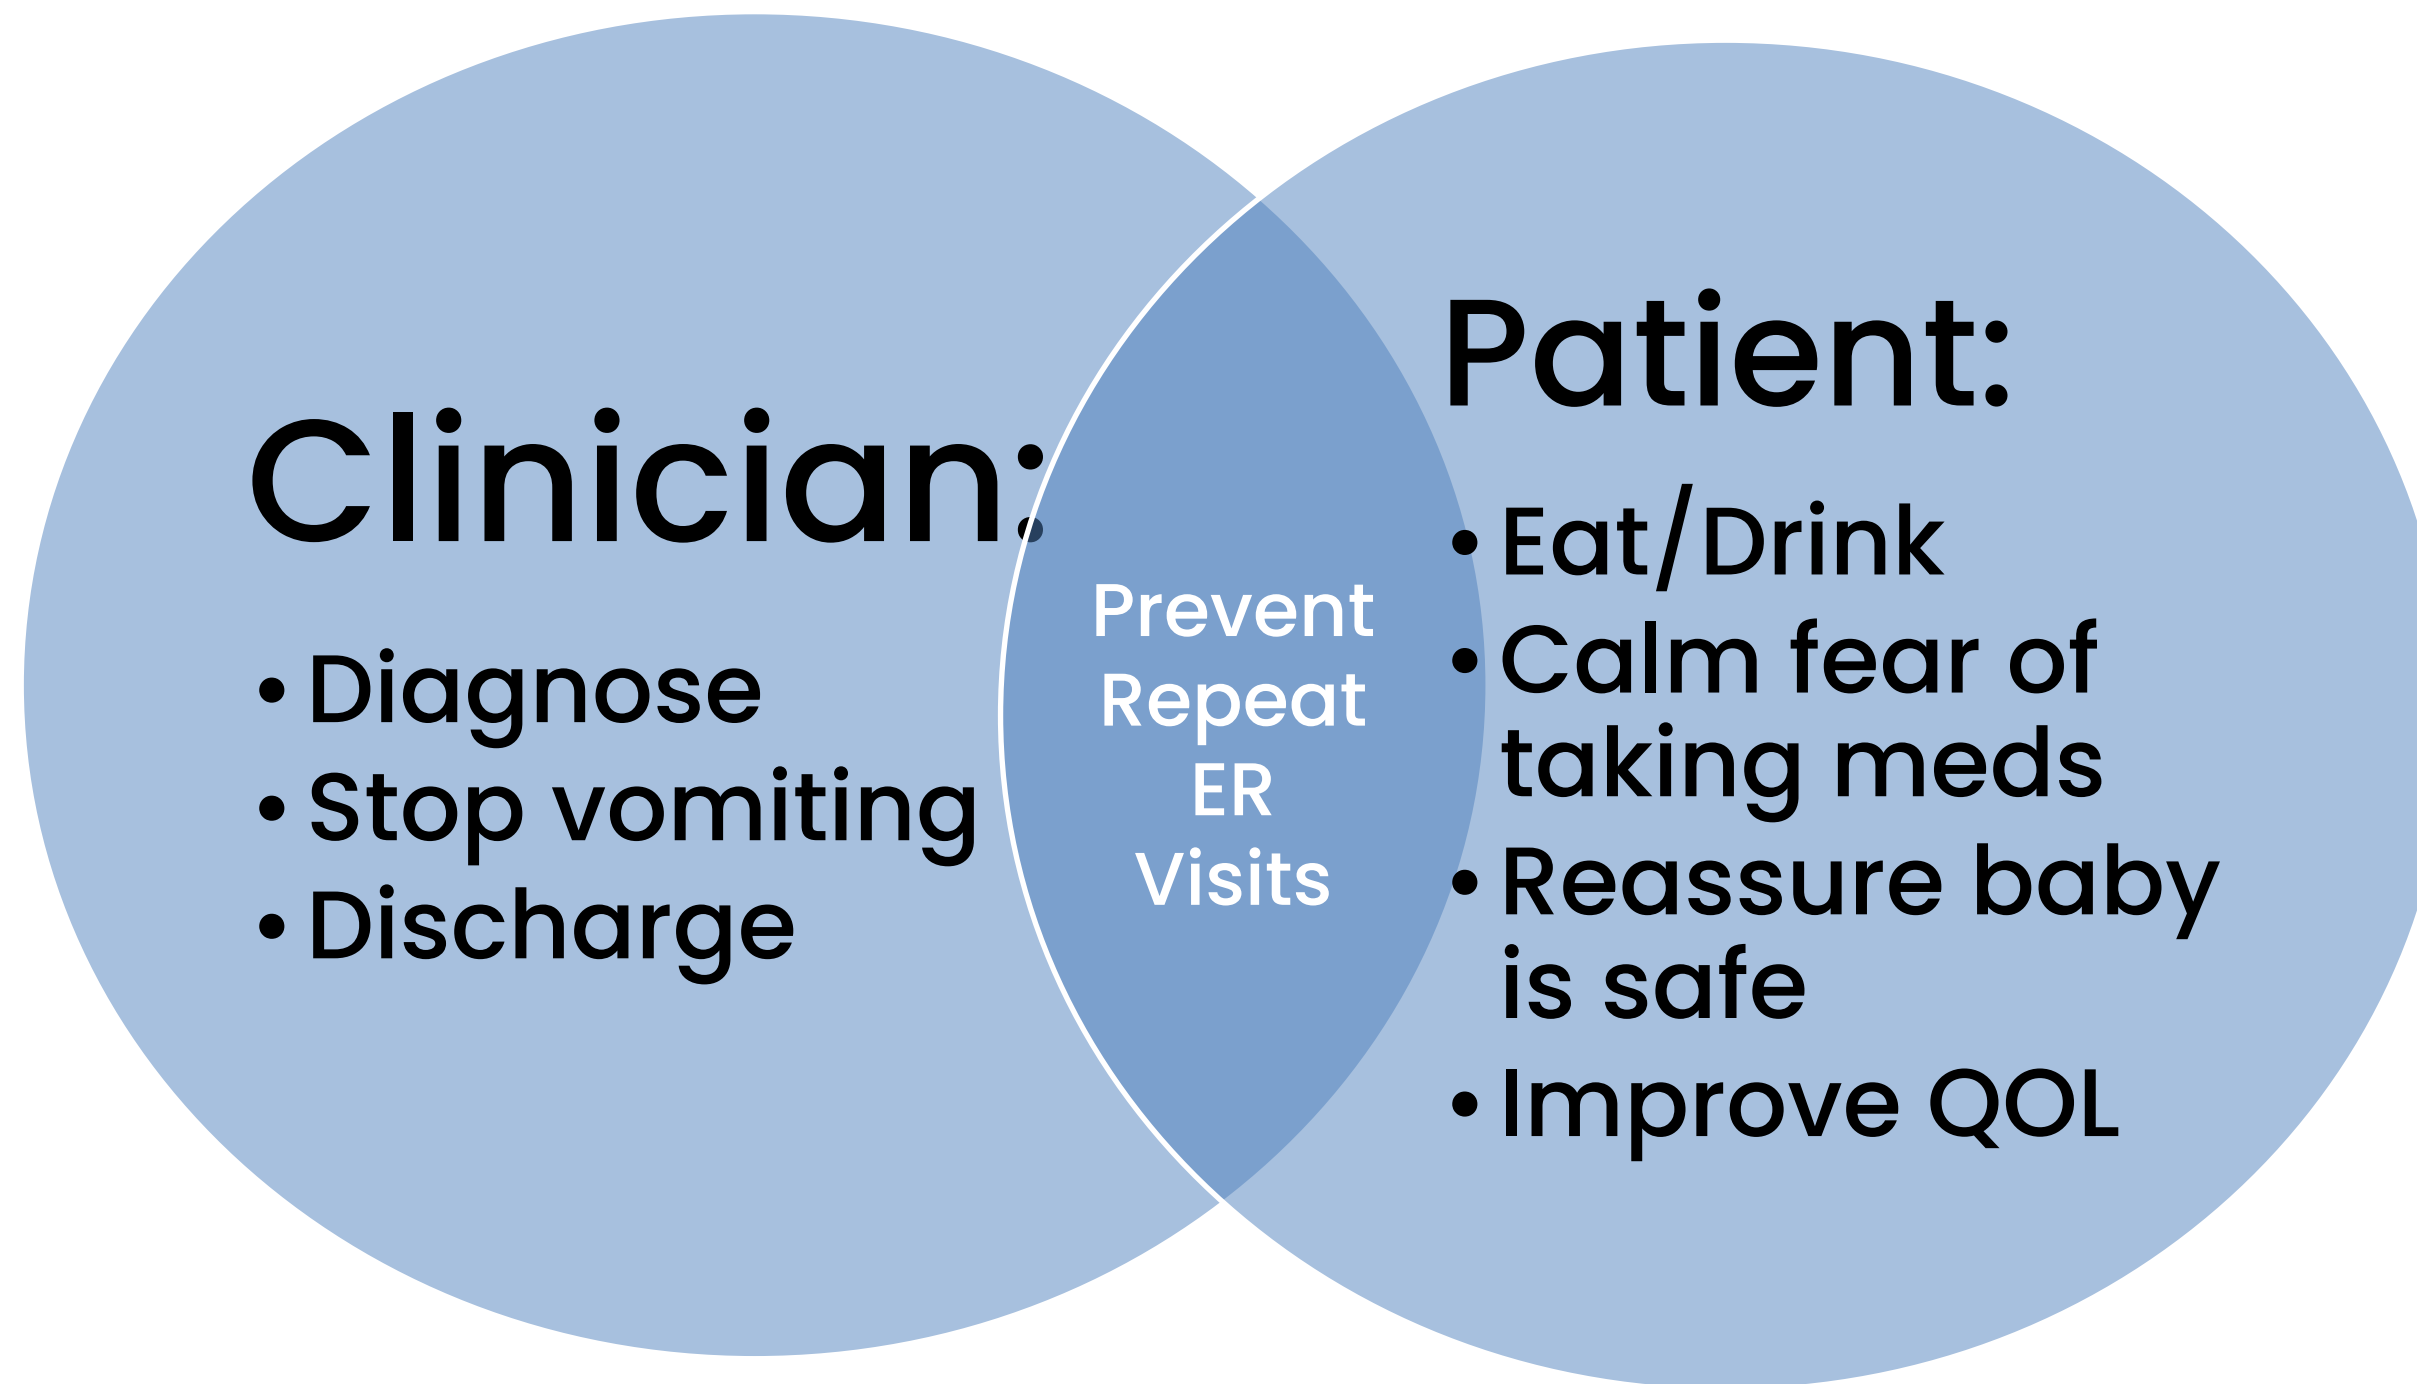 Clinician:
• Diagnose
• Stop vomiting
• Discharge
Prevent
Repeat
ER
Visits
Patient:
• Eat/Drink
• Calm fear of
taking meds
• Reassure baby
is safe
• Improve QOL